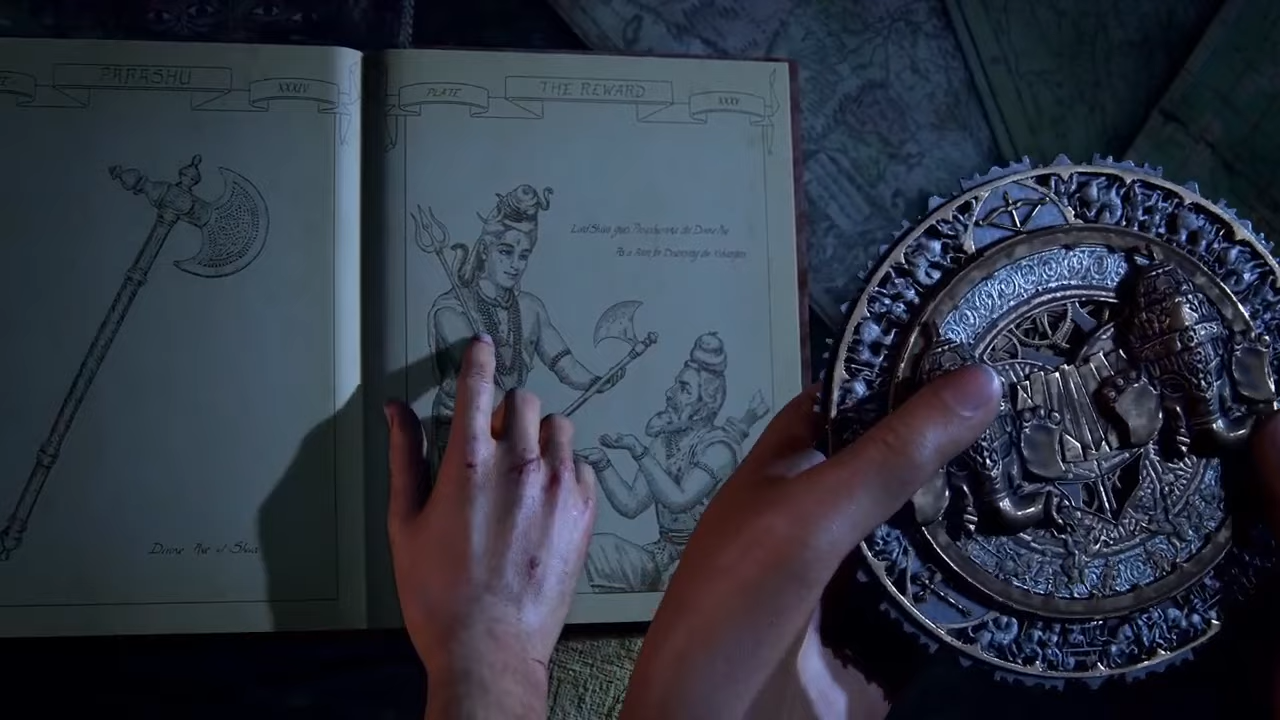 PARASHU
XXXIV
Divine Axe of Shiva
PLATE
THE REWARD
XXXV
Lord Shiva gives Parashurama the Divine Axe
As a Boon for Destroying the Kshatriyas